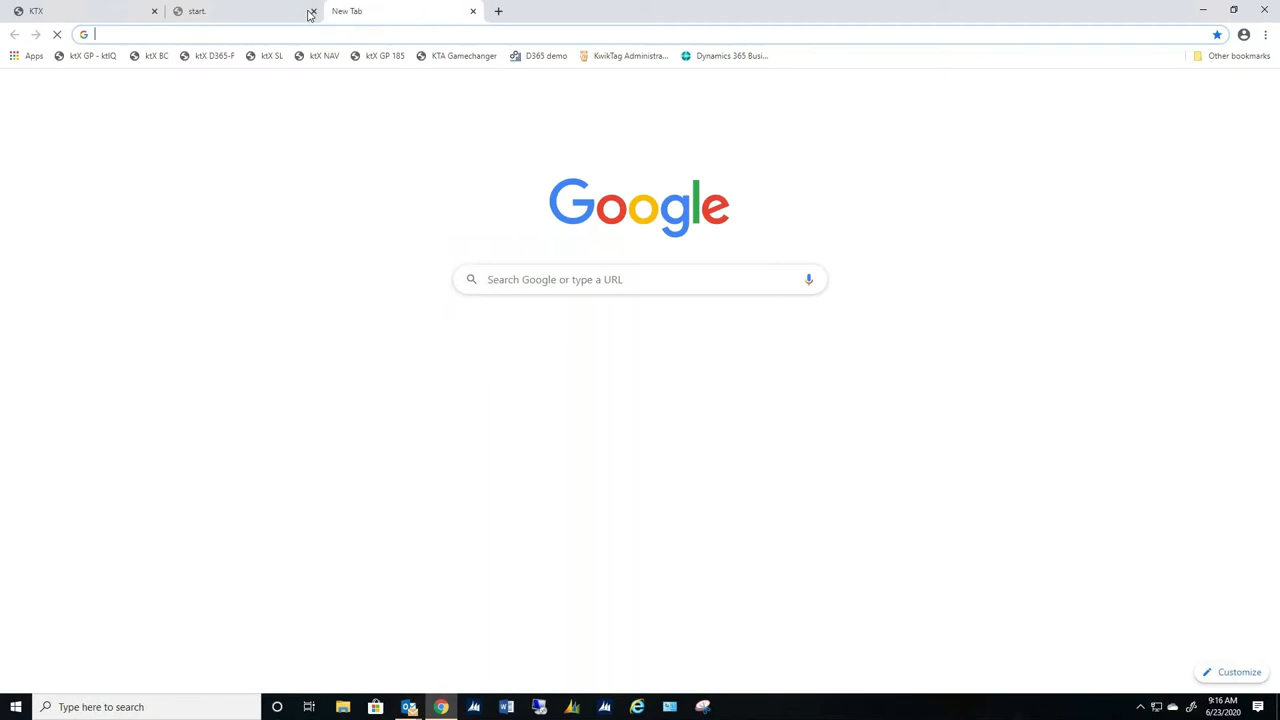 KTX
start.
New Tab
Apps
ktX GP - ktIQ
ktX BC
ktX D365-F
ktX SL
ktX NAV
ktX GP 185
KTA Gamechanger
D365 demo
KwikTag Administra...
Dynamics 365 Busi...
Other bookmarks
Google
Search Google or type a URL
Customize
Type here to search
9:16 AM
6/23/2020